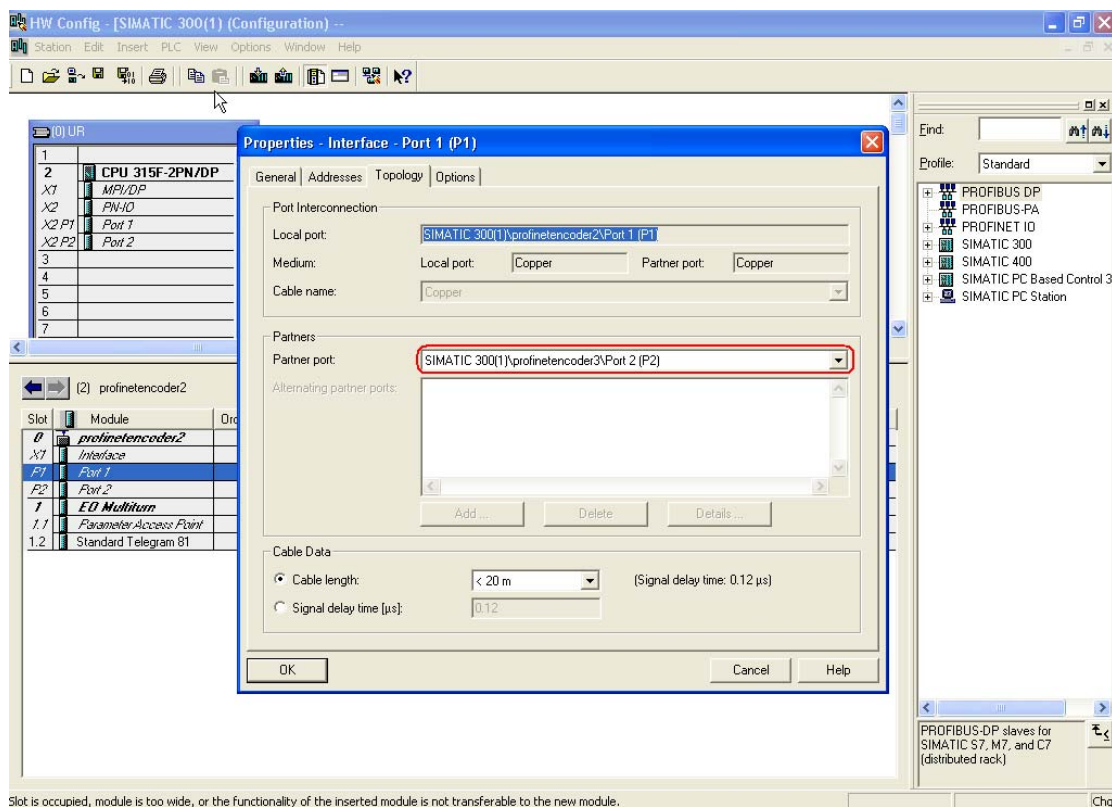 HW Config - [SIMATIC 300(1) (Configuration) --
Station Edit Insert PLC View Options Window Help
(0) UR
1
2 CPU 315F-2PN/DP
X1 MPI/DP
X2 PN-IO
X2 P1 Port 1
X2 P2 Port 2
3
4
5
6
7
(2) profinetencoder2
Slot Module Ord
0 profinetencoder2
X1 Interface
P1 Port 1
P2 Port 2
1 EO Multiturn
1.1 Parameter Access Point
1.2 Standard Telegram 81
Properties - Interface - Port 1 (P1)
General Addresses Topology Options
Port Interconnection
Local port: SIMATIC 300(1)\profinetencoder2\Port 1 (P1)
Medium: Local port: Copper Partner port: Copper
Cable name: Copper
Partners
Partner port: SIMATIC 300(1)\profinetencoder3\Port 2 (P2)
Alternating partner ports:
Add ... Delete Details ...
Cable Data
Cable length: < 20 m (Signal delay time: 0.12 µs)
Signal delay time [µs]: 0.12
OK Cancel Help
Find:
Profile: Standard
PROFIBUS DP
PROFIBUS-PA
PROFINET IO
SIMATIC 300
SIMATIC 400
SIMATIC PC Based Control 3
SIMATIC PC Station
PROFIBUS-DP slaves for
SIMATIC S7, M7, and C7
(distributed rack)
Slot is occupied, module is too wide, or the functionality of the inserted module is not transferable to the new module.
Cho